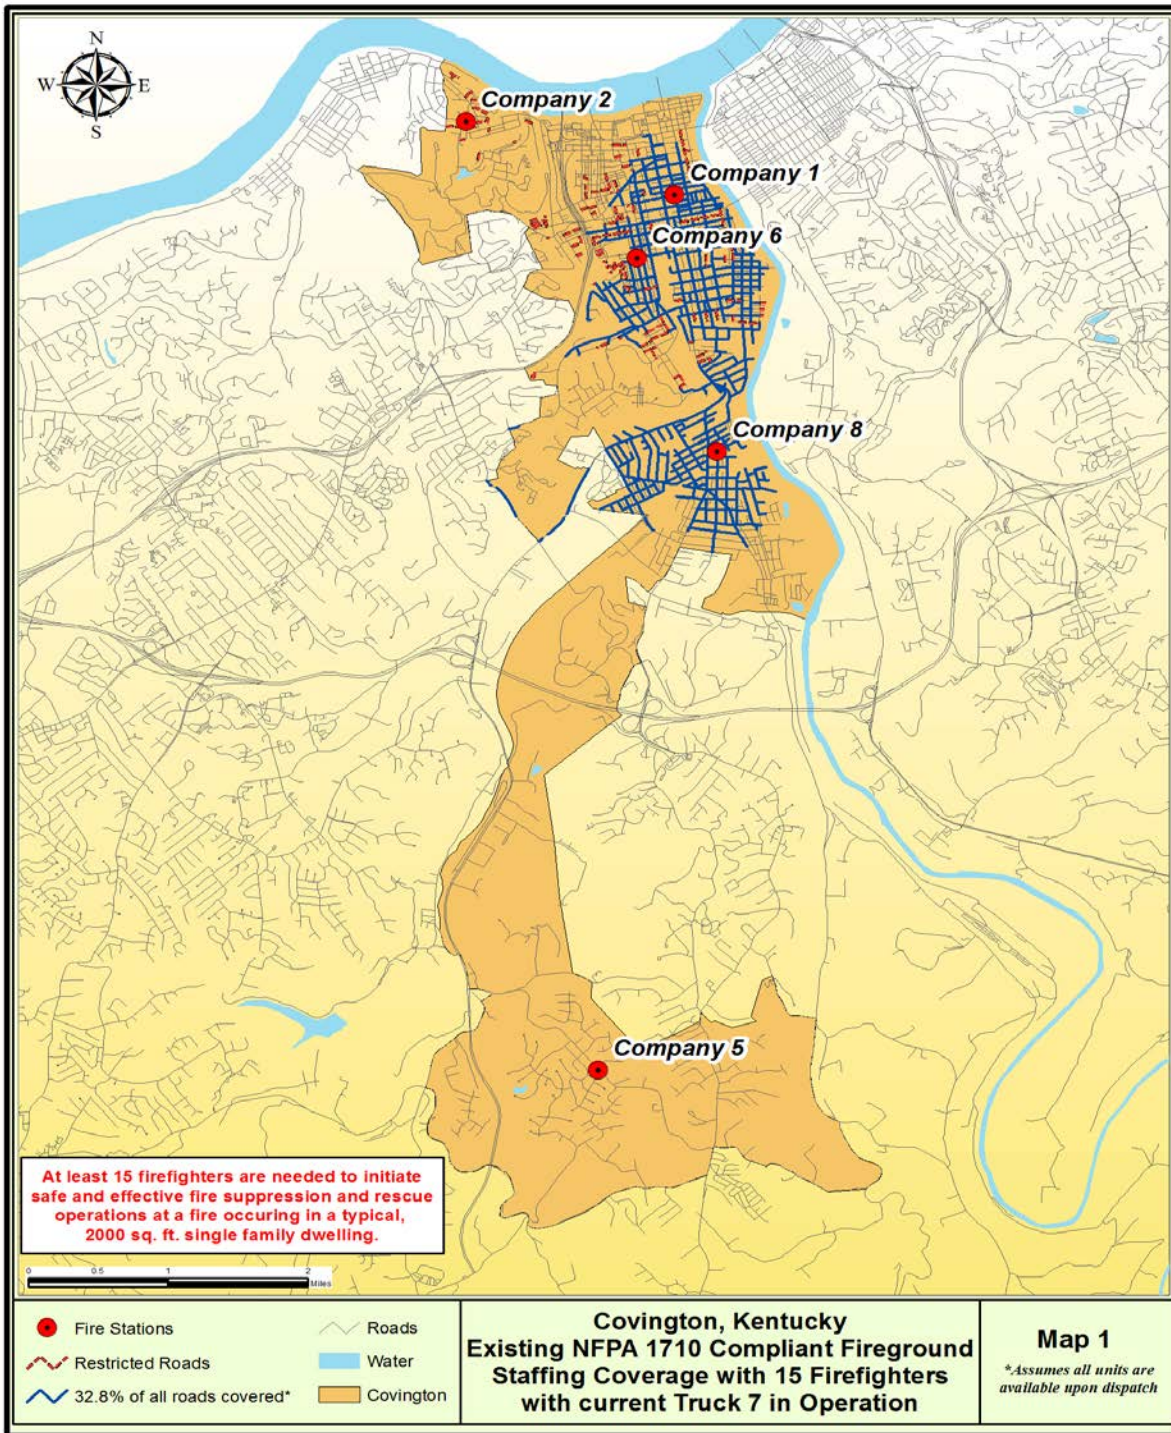 N
W E
S
Company 2
Company 1
Company 6
Company 8
Company 5
At least 15 firefighters are needed to initiate
safe and effective fire suppression and rescue
operations at a fire occuring in a typical,
2000 sq. ft. single family dwelling.
0 0.5 1 2
Miles
Fire Stations
Restricted Roads
32.8% of all roads covered*
Roads
Water
Covington
Covington, Kentucky
Existing NFPA 1710 Compliant Fireground
Staffing Coverage with 15 Firefighters
with current Truck 7 in Operation
Map 1
*Assumes all units are
available upon dispatch